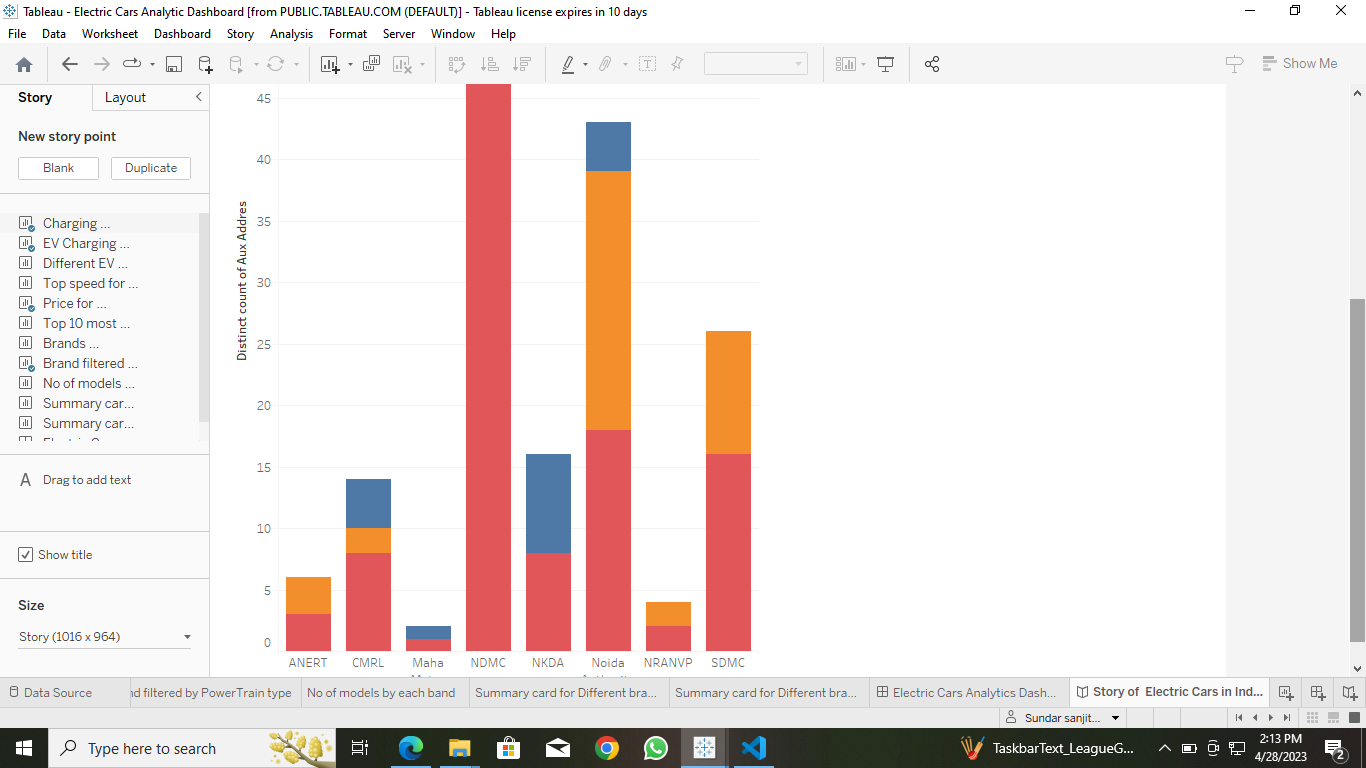 Tableau - Electric Cars Analytic Dashboard [from PUBLIC.TABLEAU.COM (DEFAULT)] - Tableau license expires in 10 days
File Data Worksheet Dashboard Story Analysis Format Server Window Help
Show Me
Story Layout
New story point
Blank Duplicate
Charging ...
EV Charging ...
Different EV ...
Top speed for ...
Price for ...
Top 10 most ...
Brands ...
Brand filtered ...
No of models ...
Summary car...
Summary car...
A Drag to add text
Show title
Size
Story (1016 x 964)
Distinct count of Aux Addres
45
40
35
30
25
20
15
10
5
0
ANERT CMRL Maha NDMC NKDA Noida NRANVP SDMC
Data Source nd filtered by PowerTrain type No of models by each band Summary card for Different bra... Summary card for Different bra... Electric Cars Analytics Dash... Story of Electric Cars in Ind...
Sundar sanjit...
Type here to search
TaskbarText_LeagueG...
2:13 PM
4/28/2023
2